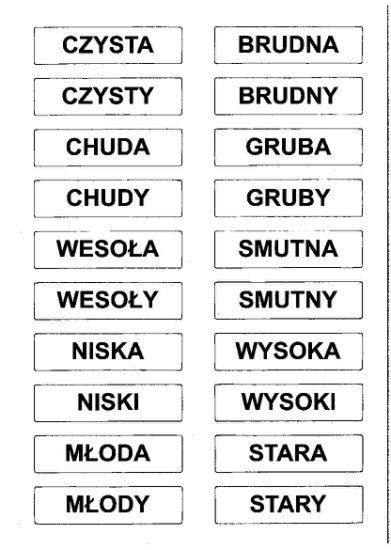 CZYSTA BRUDNA
CZYSTY BRUDNY
CHUDA GRUBA
CHUDY GRUBY
WESOŁA SMUTNA
WESOŁY SMUTNY
NISKA WYSOKA
NISKI WYSOKI
MŁODA STARA
MŁODY STARY